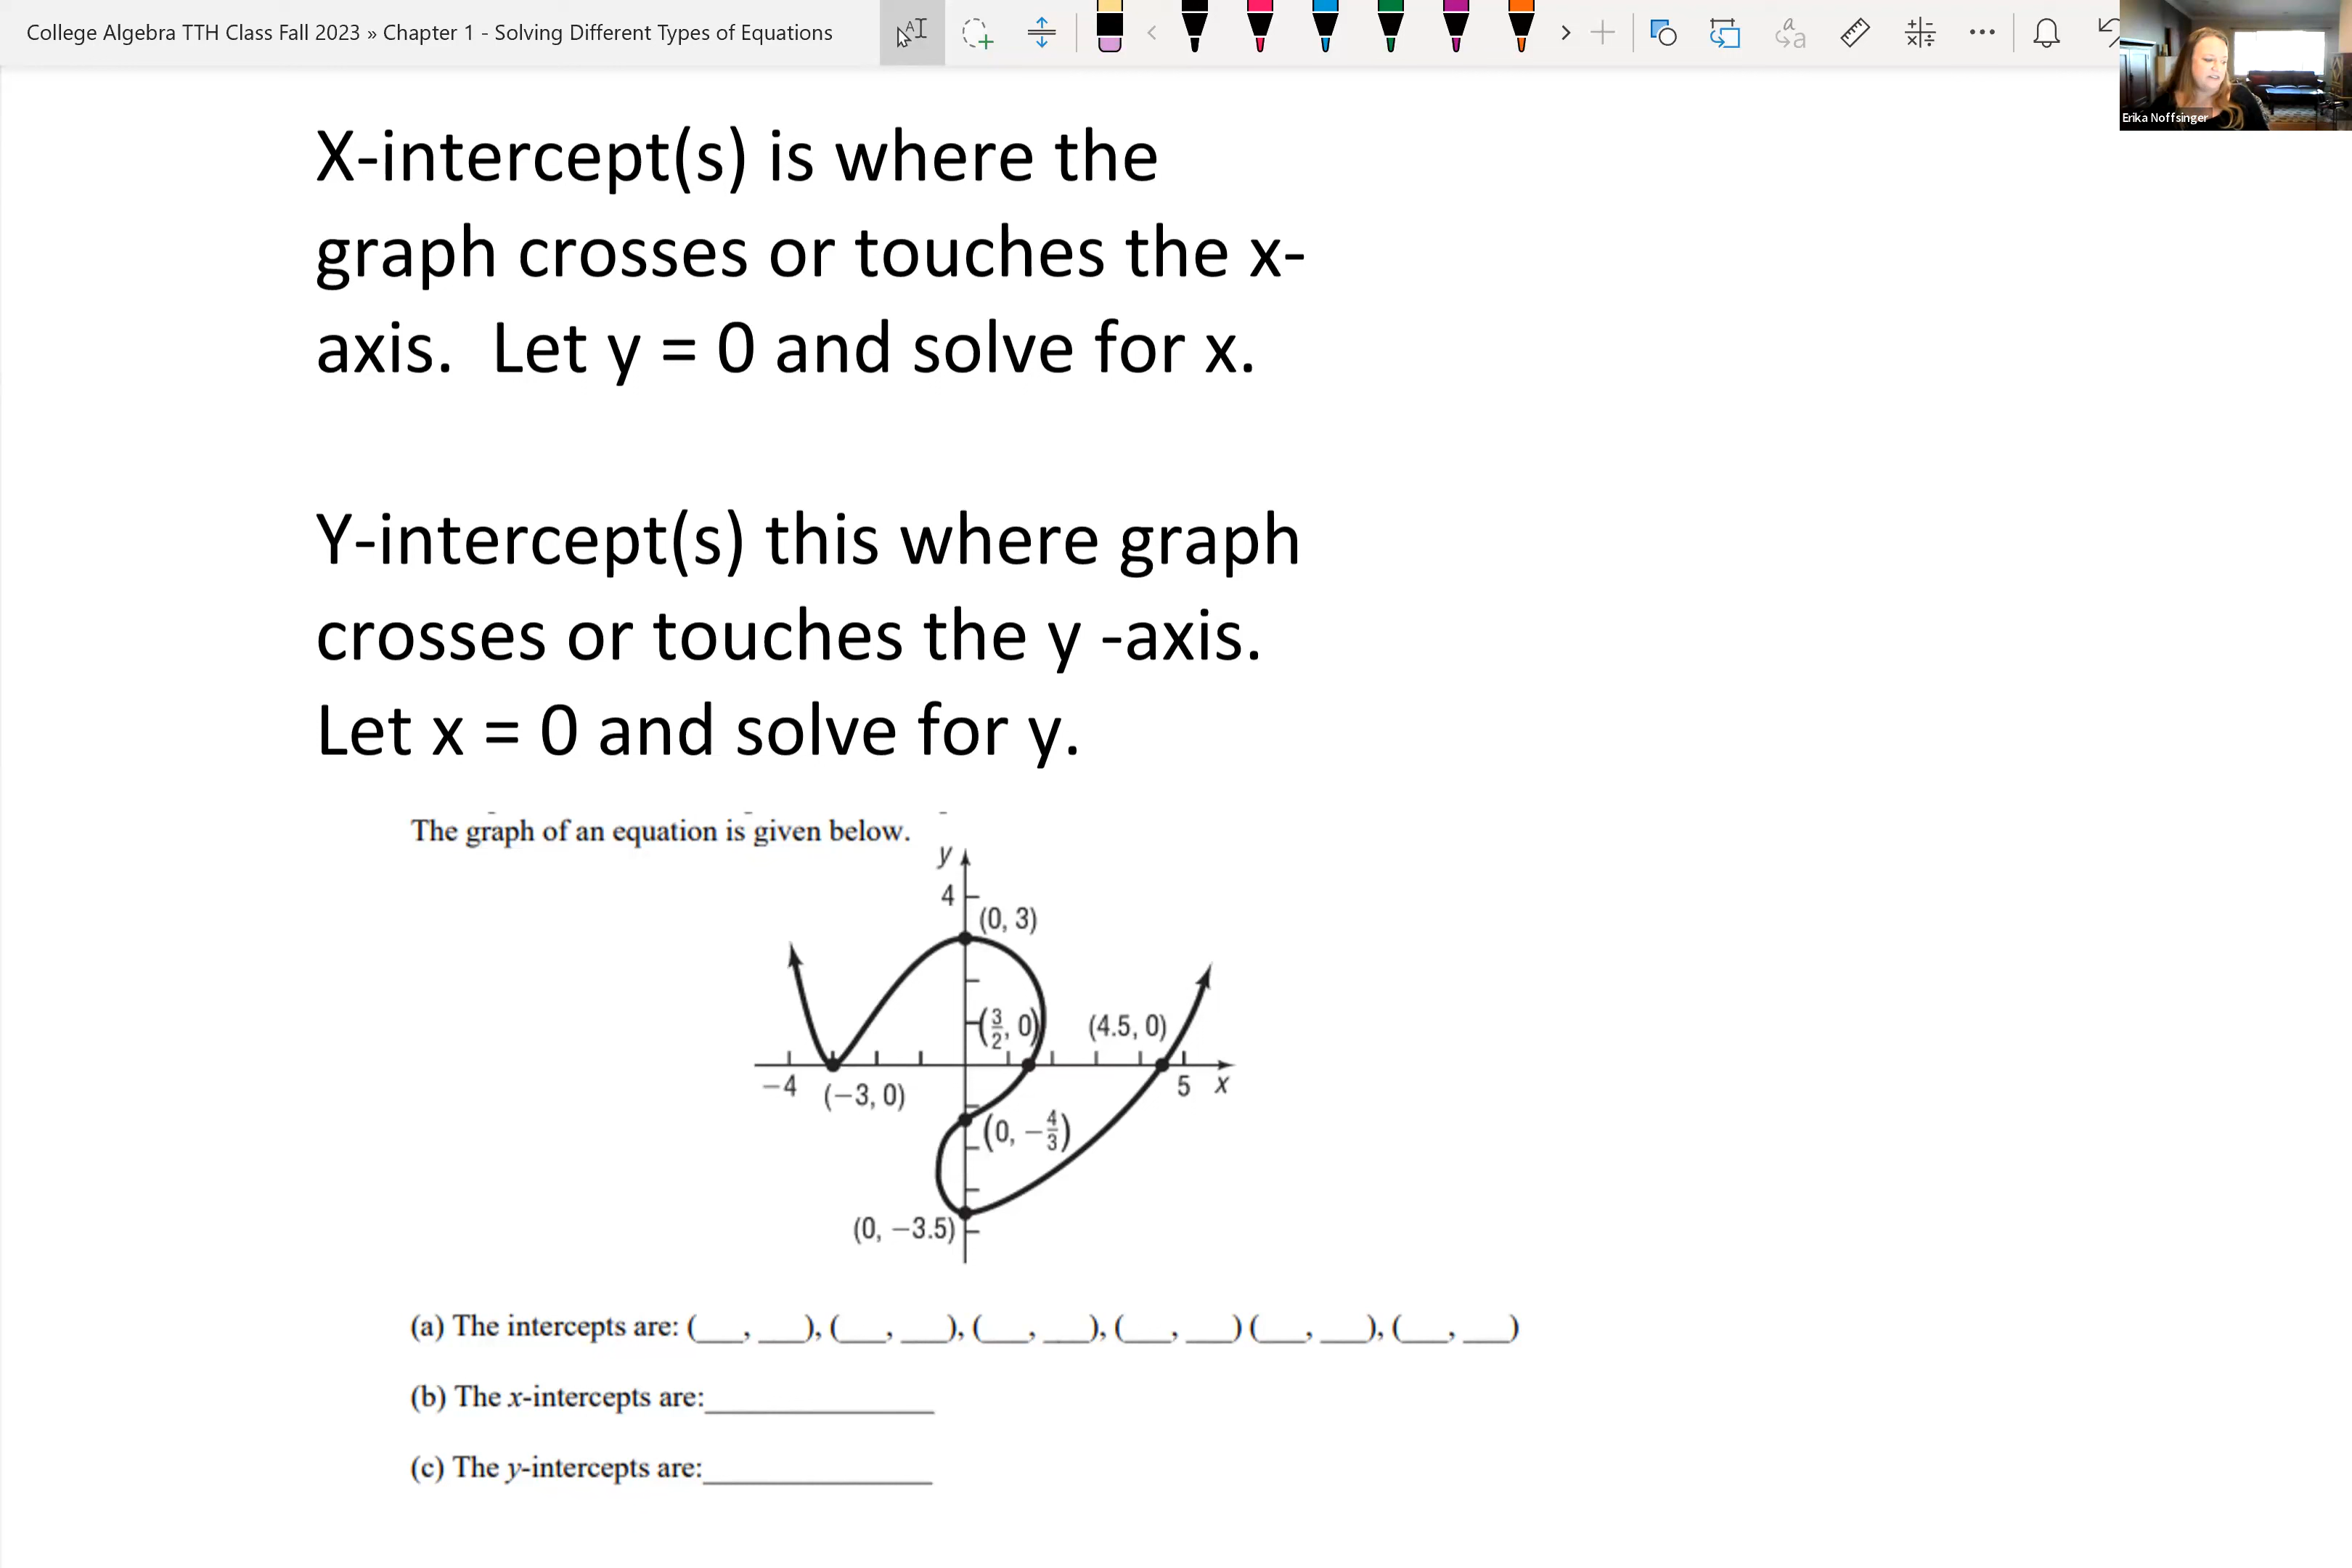 College Algebra TTH Class Fall 2023 » Chapter 1 - Solving Different Types of Equations
Erika Noffsinger
X-intercept(s) is where the
graph crosses or touches the x-
axis.  Let y = 0 and solve for x.
Y-intercept(s) this where graph
crosses or touches the y -axis.
Let x = 0 and solve for y.
The graph of an equation is given below.
y
4
(0, 3)
(3/2, 0)
(4.5, 0)
−4
(−3, 0)
5
x
(0, −4/3)
(0, −3.5)
(a) The intercepts are: (___, ___), (___, ___), (___, ___), (___, ___) (___, ___), (___, ___)
(b) The x-intercepts are:_______________
(c) The y-intercepts are:_______________